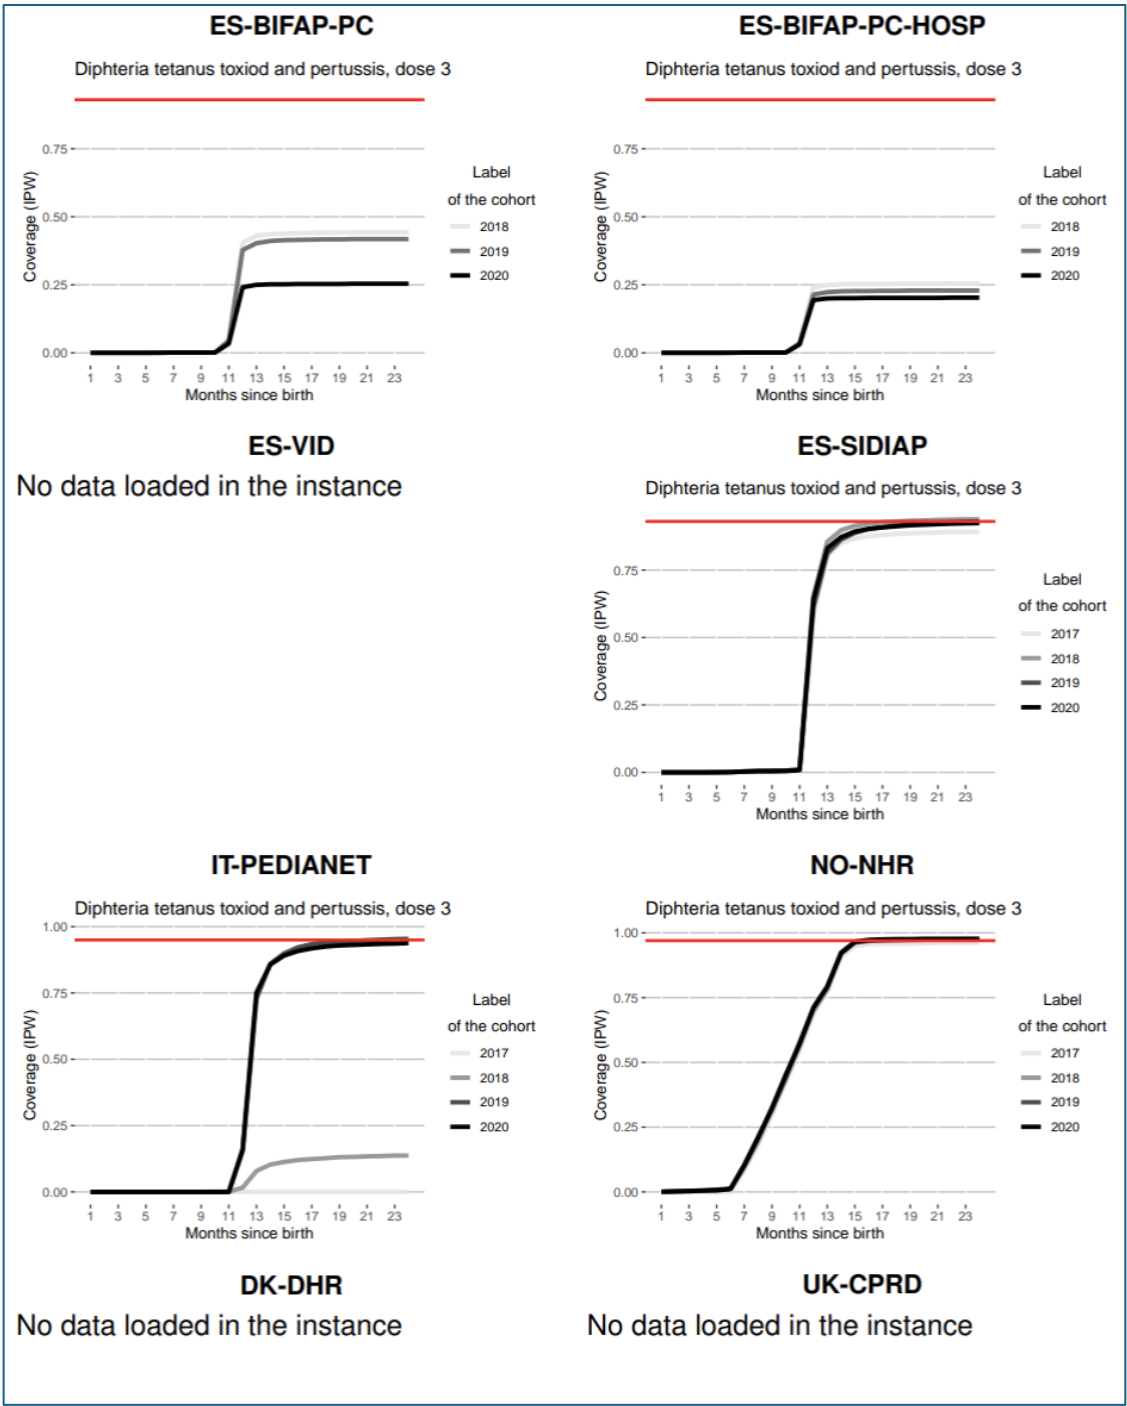 ES-BIFAP-PC
Diphteria tetanus toxiod and pertussis, dose 3
Coverage (IPW)
0.75
0.50
0.25
0.00
1 3 5 7 9 11 13 15 17 19 21 23
Months since birth
Label
of the cohort
2018
2019
2020
ES-BIFAP-PC-HOSP
Diphteria tetanus toxiod and pertussis, dose 3
Coverage (IPW)
0.75
0.50
0.25
0.00
1 3 5 7 9 11 13 15 17 19 21 23
Months since birth
Label
of the cohort
2018
2019
2020
ES-VID
No data loaded in the instance
ES-SIDIAP
Diphteria tetanus toxiod and pertussis, dose 3
Coverage (IPW)
0.75
0.50
0.25
0.00
1 3 5 7 9 11 13 15 17 19 21 23
Months since birth
Label
of the cohort
2017
2018
2019
2020
IT-PEDIANET
Diphteria tetanus toxiod and pertussis, dose 3
Coverage (IPW)
1.00
0.75
0.50
0.25
0.00
1 3 5 7 9 11 13 15 17 19 21 23
Months since birth
Label
of the cohort
2017
2018
2019
2020
NO-NHR
Diphteria tetanus toxiod and pertussis, dose 3
Coverage (IPW)
1.00
0.75
0.50
0.25
0.00
1 3 5 7 9 11 13 15 17 19 21 23
Months since birth
Label
of the cohort
2017
2018
2019
2020
DK-DHR
No data loaded in the instance
UK-CPRD
No data loaded in the instance